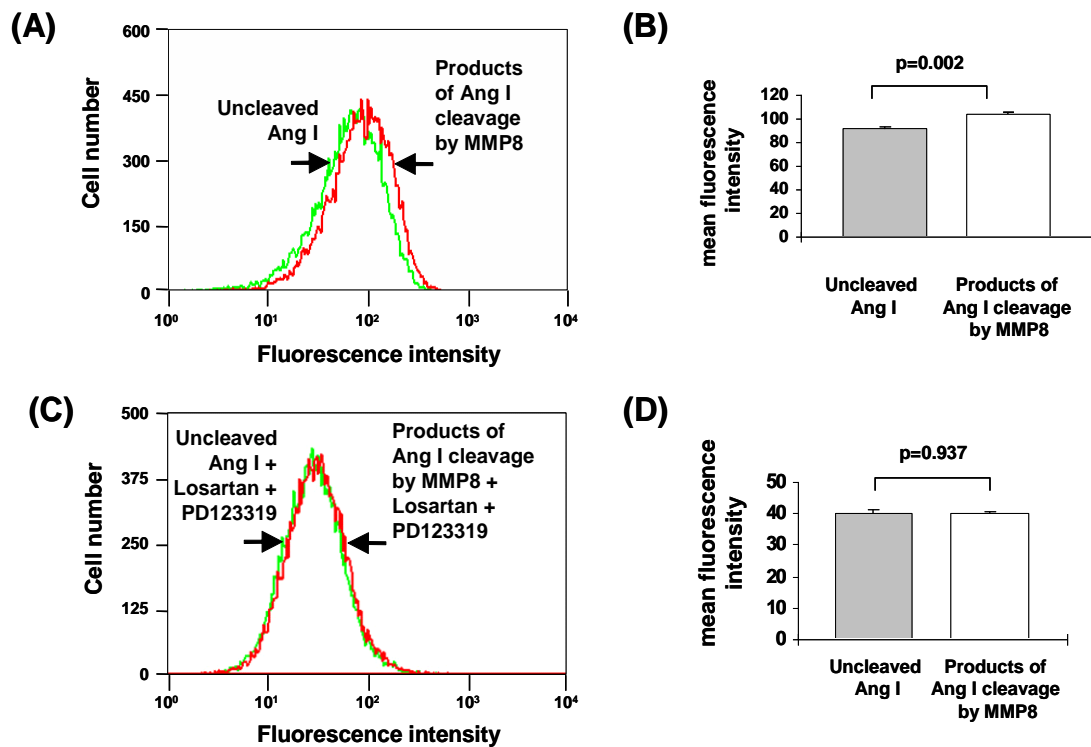 (A)
600
450
300
150
0
Cell number
Uncleaved
Ang I
Products
of Ang I
cleavage
by MMP8
10⁰
10¹
10²
10³
10⁴
Fluorescence intensity
(B)
p=0.002
mean fluorescence
intensity
120
100
80
60
40
20
0
Uncleaved
Ang I
Products of
Ang I cleavage
by MMP8
(C)
500
375
250
125
0
Cell number
Uncleaved
Ang I +
Losartan +
PD123319
Products of
Ang I cleavage
by MMP8 +
Losartan +
PD123319
10⁰
10¹
10²
10³
10⁴
Fluorescence intensity
(D)
p=0.937
mean fluorescence
intensity
50
40
30
20
10
0
Uncleaved
Ang I
Products of
Ang I cleavage
by MMP8